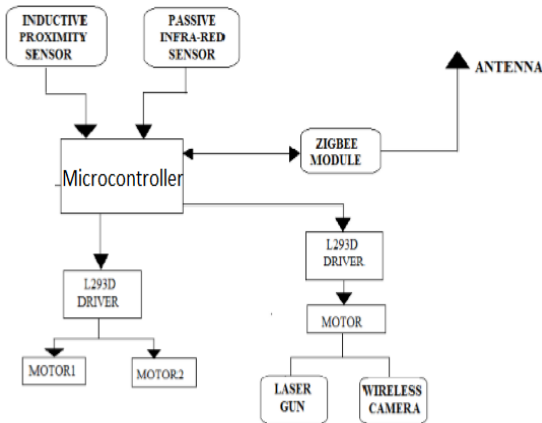 INDUCTIVE
PROXIMITY
SENSOR
PASSIVE
INFRA-RED
SENSOR
ANTENNA
ZIGBEE
MODULE
Microcontroller
L293D
DRIVER
L293D
DRIVER
MOTOR
MOTOR1
MOTOR2
LASER
GUN
WIRELESS
CAMERA